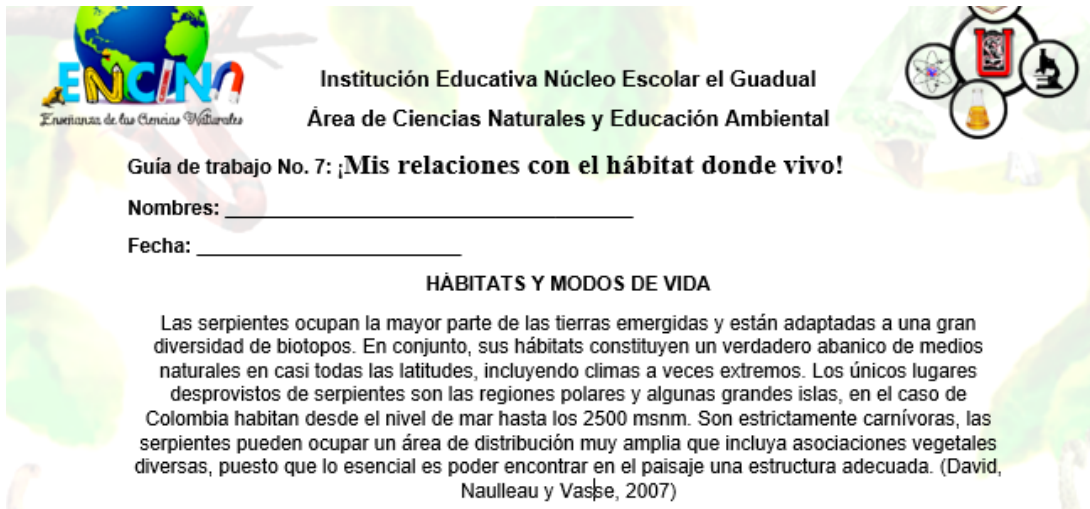 ENCINA
Enseñanza de las Ciencias Naturales
Institución Educativa Núcleo Escolar el Guadual
Área de Ciencias Naturales y Educación Ambiental
Guía de trabajo No. 7: ¡Mis relaciones con el hábitat donde vivo!
Nombres: ____________________________________
Fecha: ________________________
HÁBITATS Y MODOS DE VIDA
Las serpientes ocupan la mayor parte de las tierras emergidas y están adaptadas a una gran
diversidad de biotopos. En conjunto, sus hábitats constituyen un verdadero abanico de medios
naturales en casi todas las latitudes, incluyendo climas a veces extremos. Los únicos lugares
desprovistos de serpientes son las regiones polares y algunas grandes islas, en el caso de
Colombia habitan desde el nivel de mar hasta los 2500 msnm. Son estrictamente carnívoras, las
serpientes pueden ocupar un área de distribución muy amplia que incluya asociaciones vegetales
diversas, puesto que lo esencial es poder encontrar en el paisaje una estructura adecuada. (David,
Naulleau y Vasse, 2007)